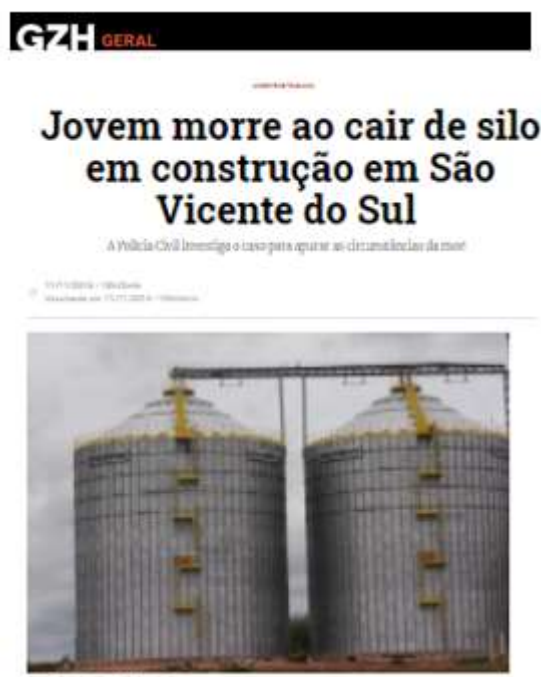 GZH GERAL
Jovem morre ao cair de silo
em construção em São
Vicente do Sul
A Polícia Civil investiga o caso para apurar as circunstâncias da